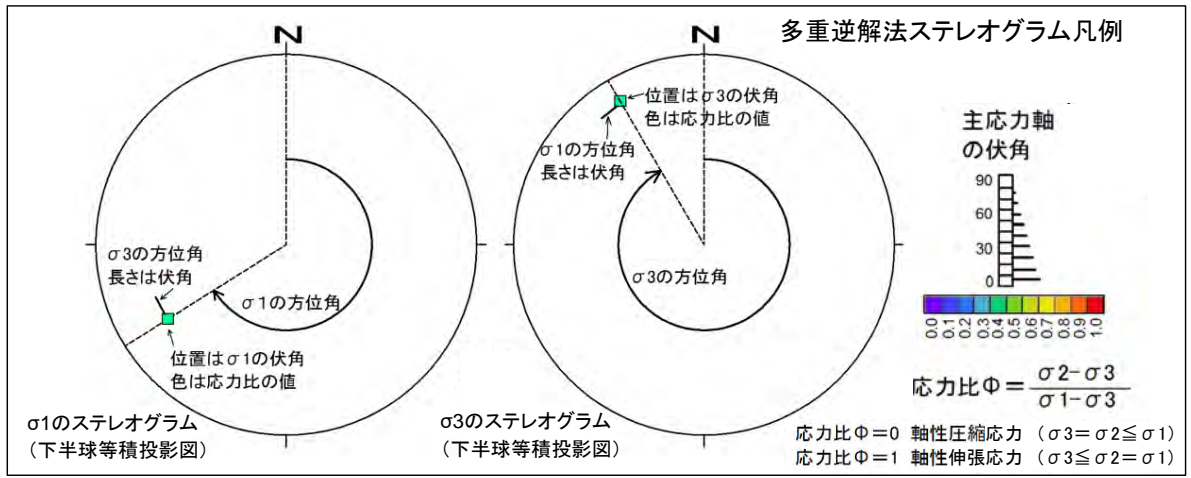 多重逆解法ステレオグラム凡例
N
σ3の方位角
長さは伏角
σ1の方位角
位置はσ1の伏角
色は応力比の値
σ1のステレオグラム
(下半球等積投影図)
N
位置はσ3の伏角
色は応力比の値
σ1の方位角
長さは伏角
σ3の方位角
σ3のステレオグラム
(下半球等積投影図)
主応力軸
の伏角
90
60
30
0
0.0 0.1 0.2 0.3 0.4 0.5 0.6 0.7 0.8 0.9 1.0
応力比Φ=σ2-σ3/σ1-σ3
応力比Φ=0 軸性圧縮応力 (σ3=σ2≦σ1)
応力比Φ=1 軸性伸張応力 (σ3≦σ2=σ1)